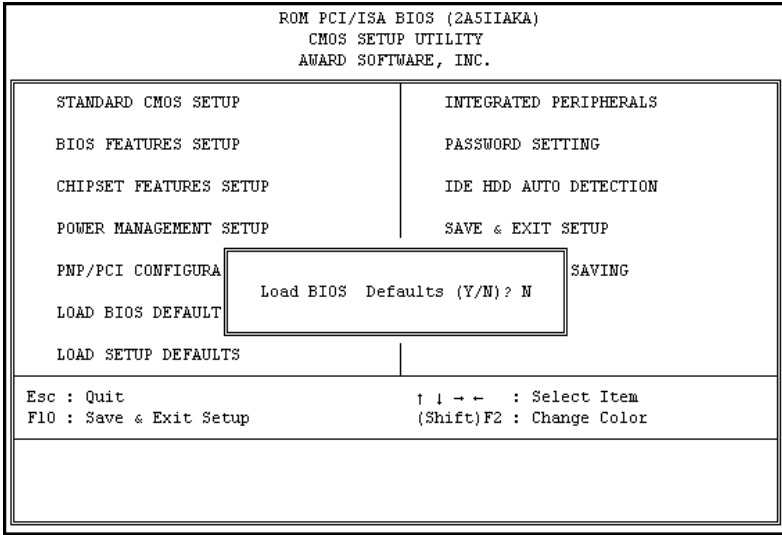 ROM PCI/ISA BIOS (2A5IIAKA)
CMOS SETUP UTILITY
AWARD SOFTWARE, INC.
STANDARD CMOS SETUP
BIOS FEATURES SETUP
CHIPSET FEATURES SETUP
POWER MANAGEMENT SETUP
PNP/PCI CONFIGURA
LOAD BIOS DEFAULT
LOAD SETUP DEFAULTS
INTEGRATED PERIPHERALS
PASSWORD SETTING
IDE HDD AUTO DETECTION
SAVE & EXIT SETUP
SAVING
Load BIOS Defaults (Y/N)? N
Esc : Quit
F10 : Save & Exit Setup
↑ ↓ → ← : Select Item
(Shift)F2 : Change Color